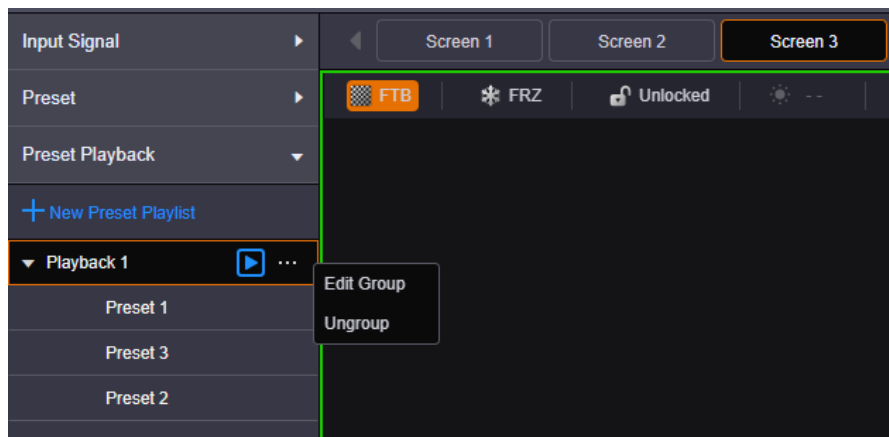 Input Signal
Screen 1
Screen 2
Screen 3
Preset
FTB
FRZ
Unlocked
--
Preset Playback
New Preset Playlist
Playback 1
...
Edit Group
Preset 1
Ungroup
Preset 3
Preset 2